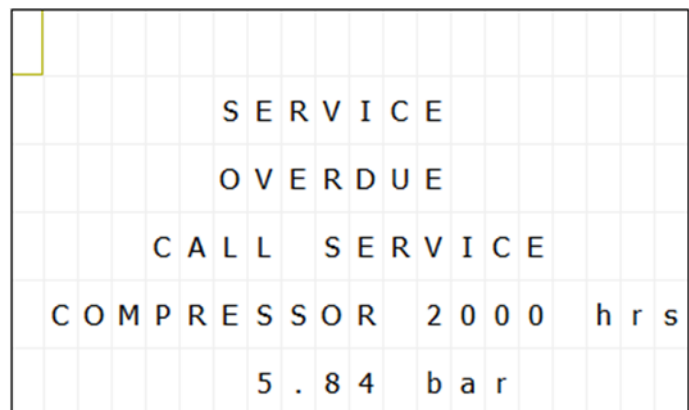 SERVICE
OVERDUE
CALL SERVICE
COMPRESSOR 2000 hrs
5.84 bar